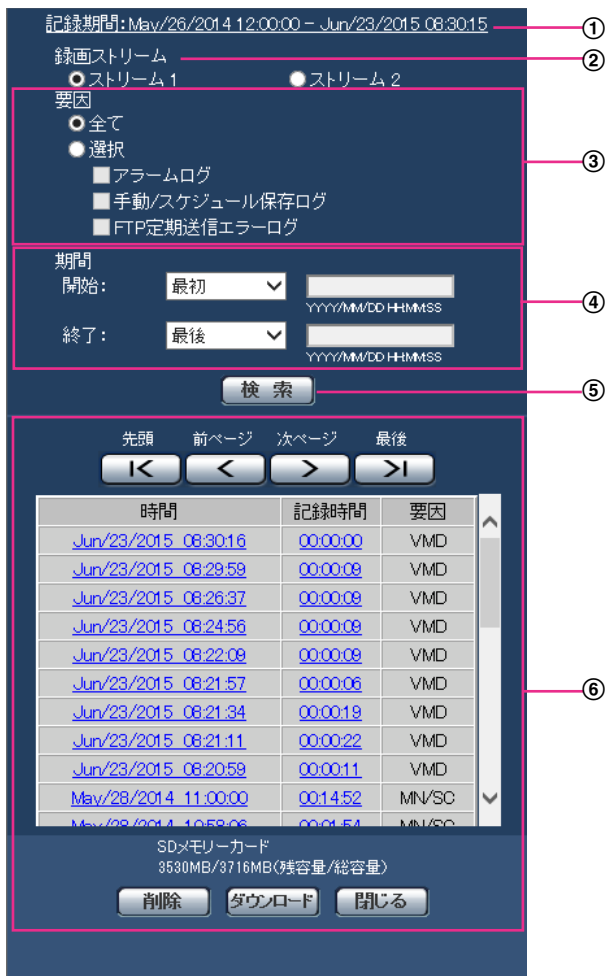 記録期間:May/26/2014 12:00:00 - Jun/23/2015 08:30:15 ①
録画ストリーム ②
ストリーム 1 ストリーム 2
要因
全て
選択 ③
アラームログ
手動/スケジュール保存ログ
FTP定期送信エラーログ
期間
開始: 最初
YYYY/MM/DD HH:MM:SS ④
終了: 最後
YYYY/MM/DD HH:MM:SS
検 索 ⑤
先頭 前ページ 次ページ 最後
I< < > >I
時間 記録時間 要因
Jun/23/2015 08:30:16 00:00:00 VMD
Jun/23/2015 08:29:59 00:00:09 VMD
Jun/23/2015 08:26:37 00:00:09 VMD
Jun/23/2015 08:24:56 00:00:09 VMD
Jun/23/2015 08:22:09 00:00:09 VMD
Jun/23/2015 08:21:57 00:00:06 VMD ⑥
Jun/23/2015 08:21:34 00:00:19 VMD
Jun/23/2015 08:21:11 00:00:22 VMD
Jun/23/2015 08:20:59 00:00:11 VMD
May/28/2014 11:00:00 00:14:52 MN/SC
May/28/2014 10:58:06 00:01:54 MN/SC
SDメモリーカード
3530MB/3716MB(残容量/総容量)
削除 ダウンロード 閉じる